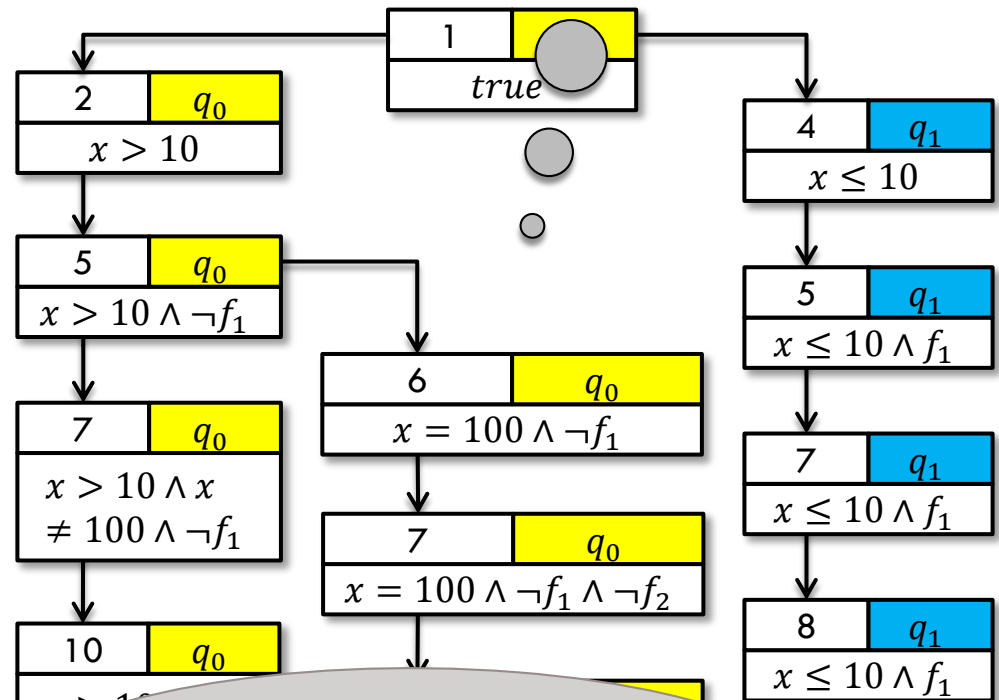 1
true
2 q₀
x > 10
4 q₁
x ≤ 10
5 q₀
x > 10 ∧ ¬f₁
5 q₁
x ≤ 10 ∧ f₁
6 q₀
x = 100 ∧ ¬f₁
7 q₀
x > 10 ∧ x
≠ 100 ∧ ¬f₁
7 q₁
x ≤ 10 ∧ f₁
7 q₀
x = 100 ∧ ¬f₁ ∧ ¬f₂
8 q₁
x ≤ 10 ∧ f₁
10 q₀